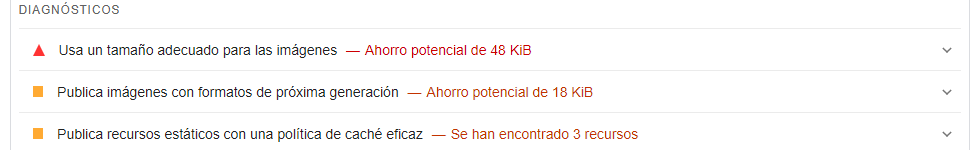 DIAGNÓSTICOS
Usa un tamaño adecuado para las imágenes — Ahorro potencial de 48 KiB
Publica imágenes con formatos de próxima generación — Ahorro potencial de 18 KiB
Publica recursos estáticos con una política de caché eficaz — Se han encontrado 3 recursos